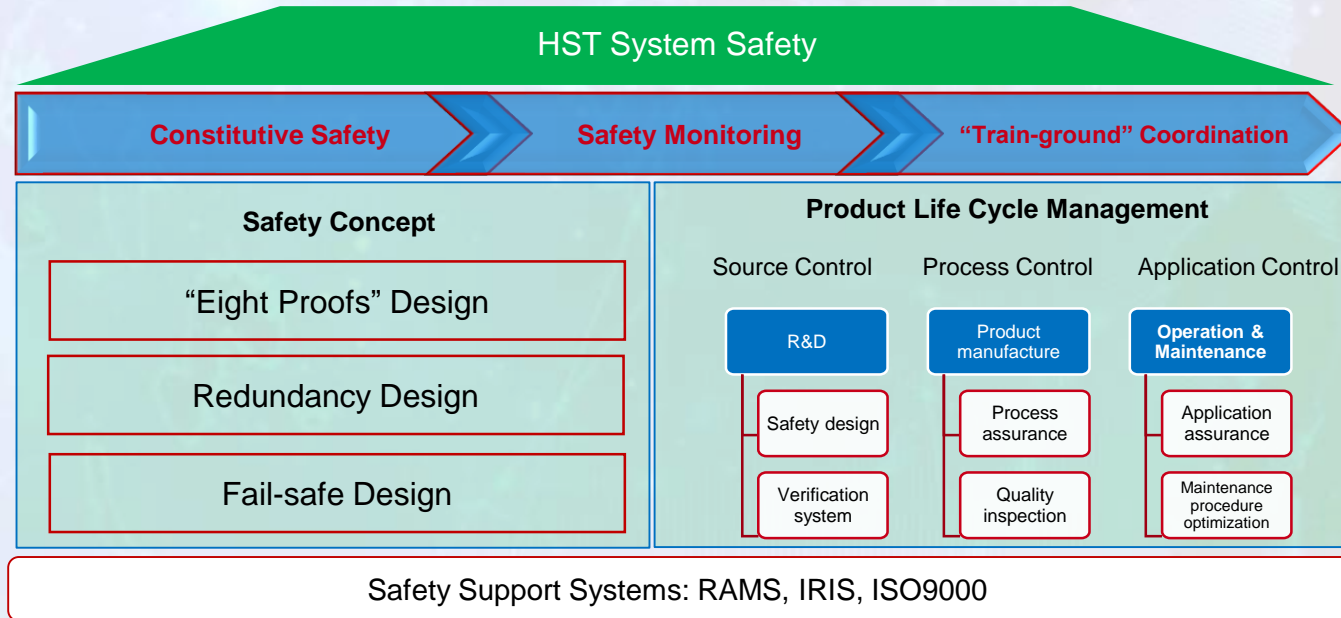 HST System Safety
Constitutive Safety
Safety Monitoring
“Train-ground” Coordination
Safety Concept
“Eight Proofs” Design
Redundancy Design
Fail-safe Design
Product Life Cycle Management
Source Control
Process Control
Application Control
R&D
Product
manufacture
Operation &
Maintenance
Safety design
Process
assurance
Application
assurance
Verification
system
Quality
inspection
Maintenance
procedure
optimization
Safety Support Systems: RAMS, IRIS, ISO9000